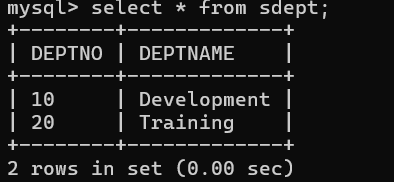 mysql> select * from sdept;
+--------+-------------+
| DEPTNO | DEPTNAME    |
+--------+-------------+
| 10     | Development |
| 20     | Training    |
+--------+-------------+
2 rows in set (0.00 sec)